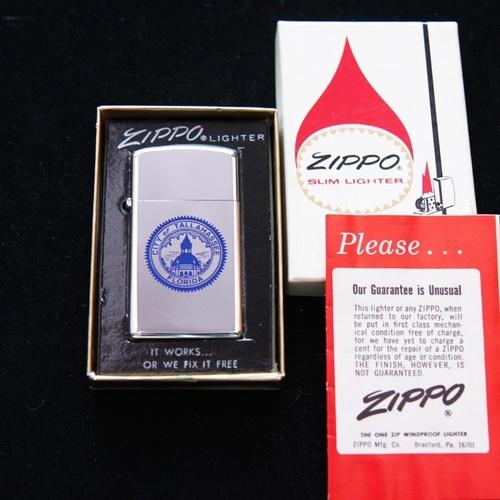 ZIPPO® LIGHTER
CITY OF TALLAHASSEE
FLORIDA
IT WORKS...
OR WE FIX IT FREE
ZIPPO®
SLIM LIGHTER
Please...
Our Guarantee is Unusual
This lighter or any ZIPPO, when
returned to our factory, will
be put in first class mechan-
ical condition free of charge,
for we have yet to charge a
cent for the repair of a ZIPPO
regardless of age or condition.
THE FINISH, HOWEVER, IS
NOT GUARANTEED.
ZIPPO®
THE ONE ZIP WINDPROOF LIGHTER
ZIPPO Mfg. Co. Bradford, Pa. 16701